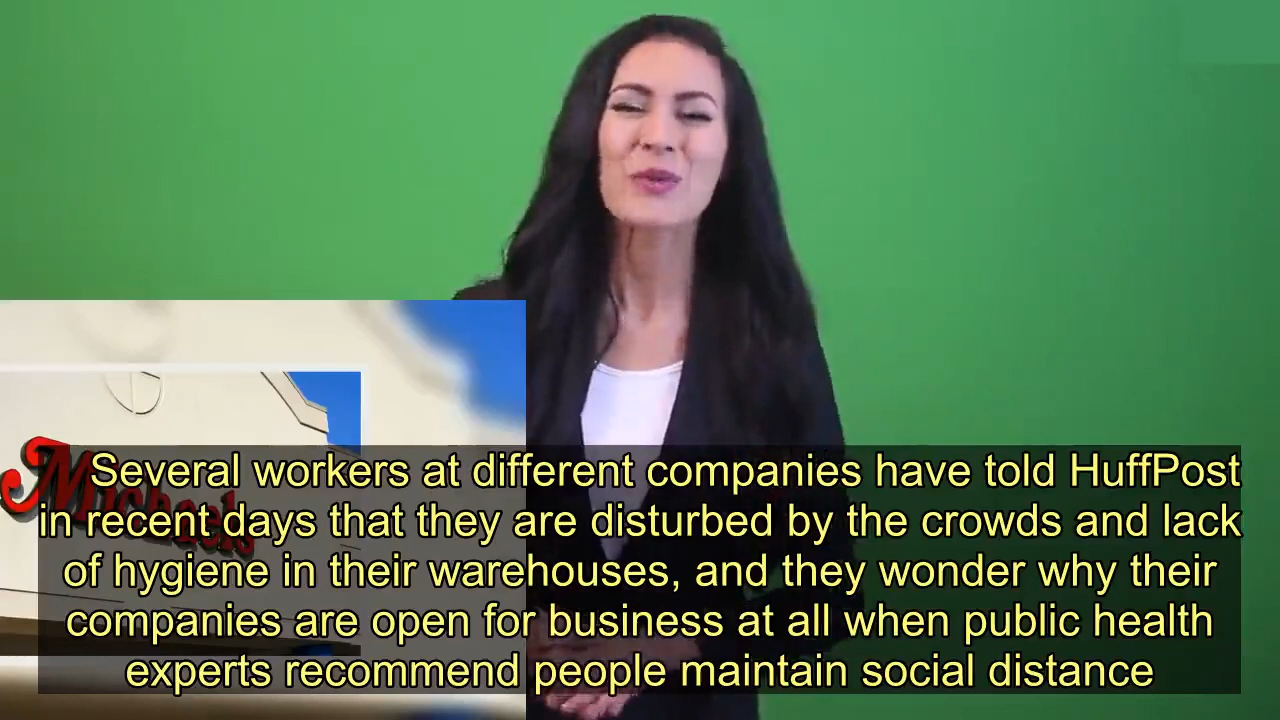 Michaels
Several workers at different companies have told HuffPost
in recent days that they are disturbed by the crowds and lack
of hygiene in their warehouses, and they wonder why their
companies are open for business at all when public health
experts recommend people maintain social distance